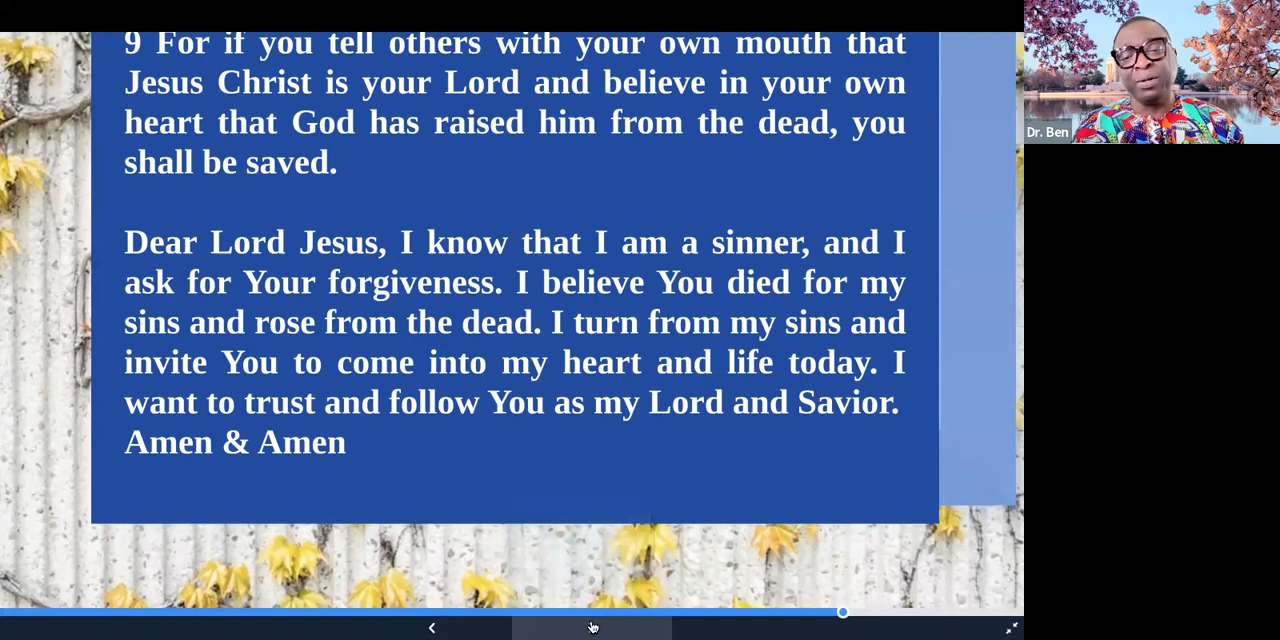 9 For if you tell others with your own mouth that
Jesus Christ is your Lord and believe in your own
heart that God has raised him from the dead, you
shall be saved.
Dear Lord Jesus, I know that I am a sinner, and I
ask for Your forgiveness. I believe You died for my
sins and rose from the dead. I turn from my sins and
invite You to come into my heart and life today. I
want to trust and follow You as my Lord and Savior.
Amen & Amen
Dr. Ben